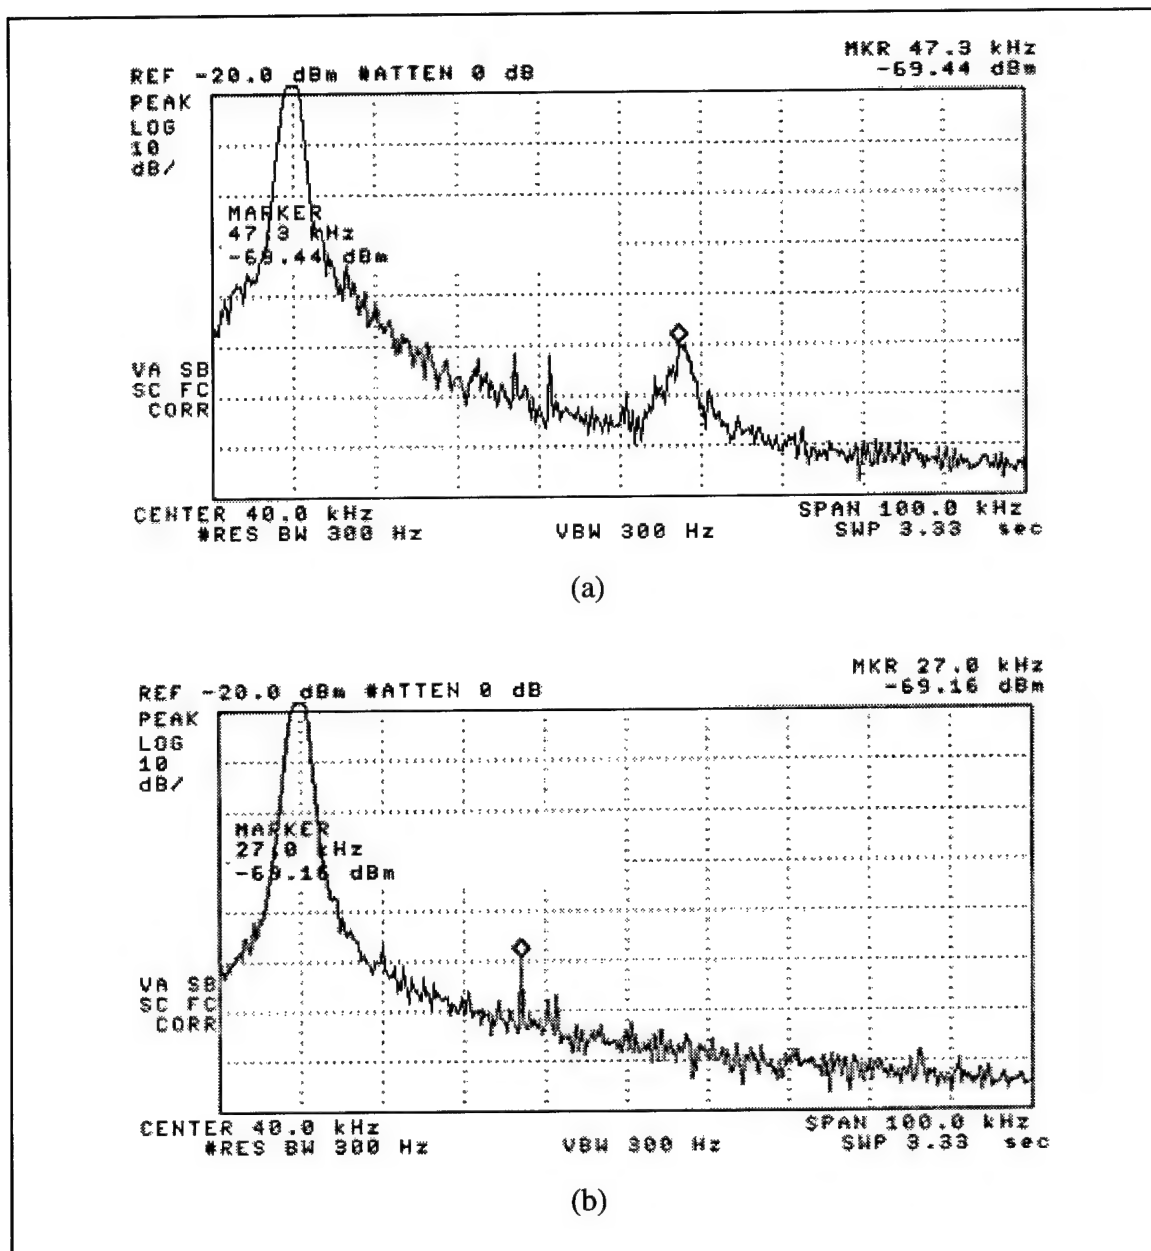 MKR 47.3 kHz
-69.44 dBm
REF -20.0 dBm #ATTEN 0 dB
PEAK
LOG
10
dB/
MARKER
47.3 kHz
-69.44 dBm
VA SB
SC FC
CORR
CENTER 40.0 kHz
SPAN 100.0 kHz
#RES BW 300 Hz
VBW 300 Hz
SWP 3.33 sec
(a)
MKR 27.0 kHz
-69.16 dBm
REF -20.0 dBm #ATTEN 0 dB
PEAK
LOG
10
dB/
MARKER
27.0 kHz
-69.16 dBm
VA SB
SC FC
CORR
CENTER 40.0 kHz
SPAN 100.0 kHz
#RES BW 300 Hz
VBW 300 Hz
SWP 3.33 sec
(b)